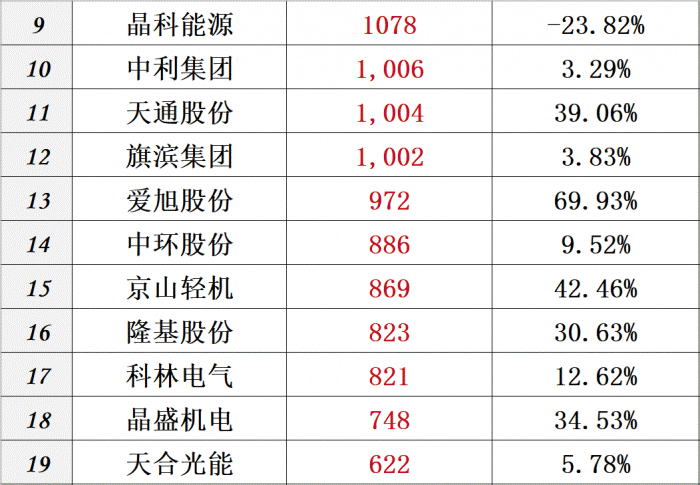 9 晶科能源 1078 -23.82%
10 中利集团 1,006 3.29%
11 天通股份 1,004 39.06%
12 旗滨集团 1,002 3.83%
13 爱旭股份 972 69.93%
14 中环股份 886 9.52%
15 京山轻机 869 42.46%
16 隆基股份 823 30.63%
17 科林电气 821 12.62%
18 晶盛机电 748 34.53%
19 天合光能 622 5.78%